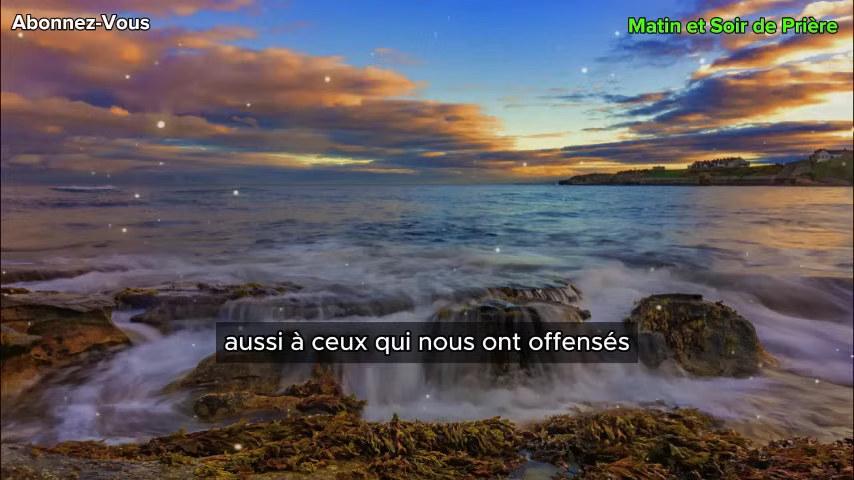 Abonnez-Vous
Matin et Soir de Prière
aussi à ceux qui nous ont offensés